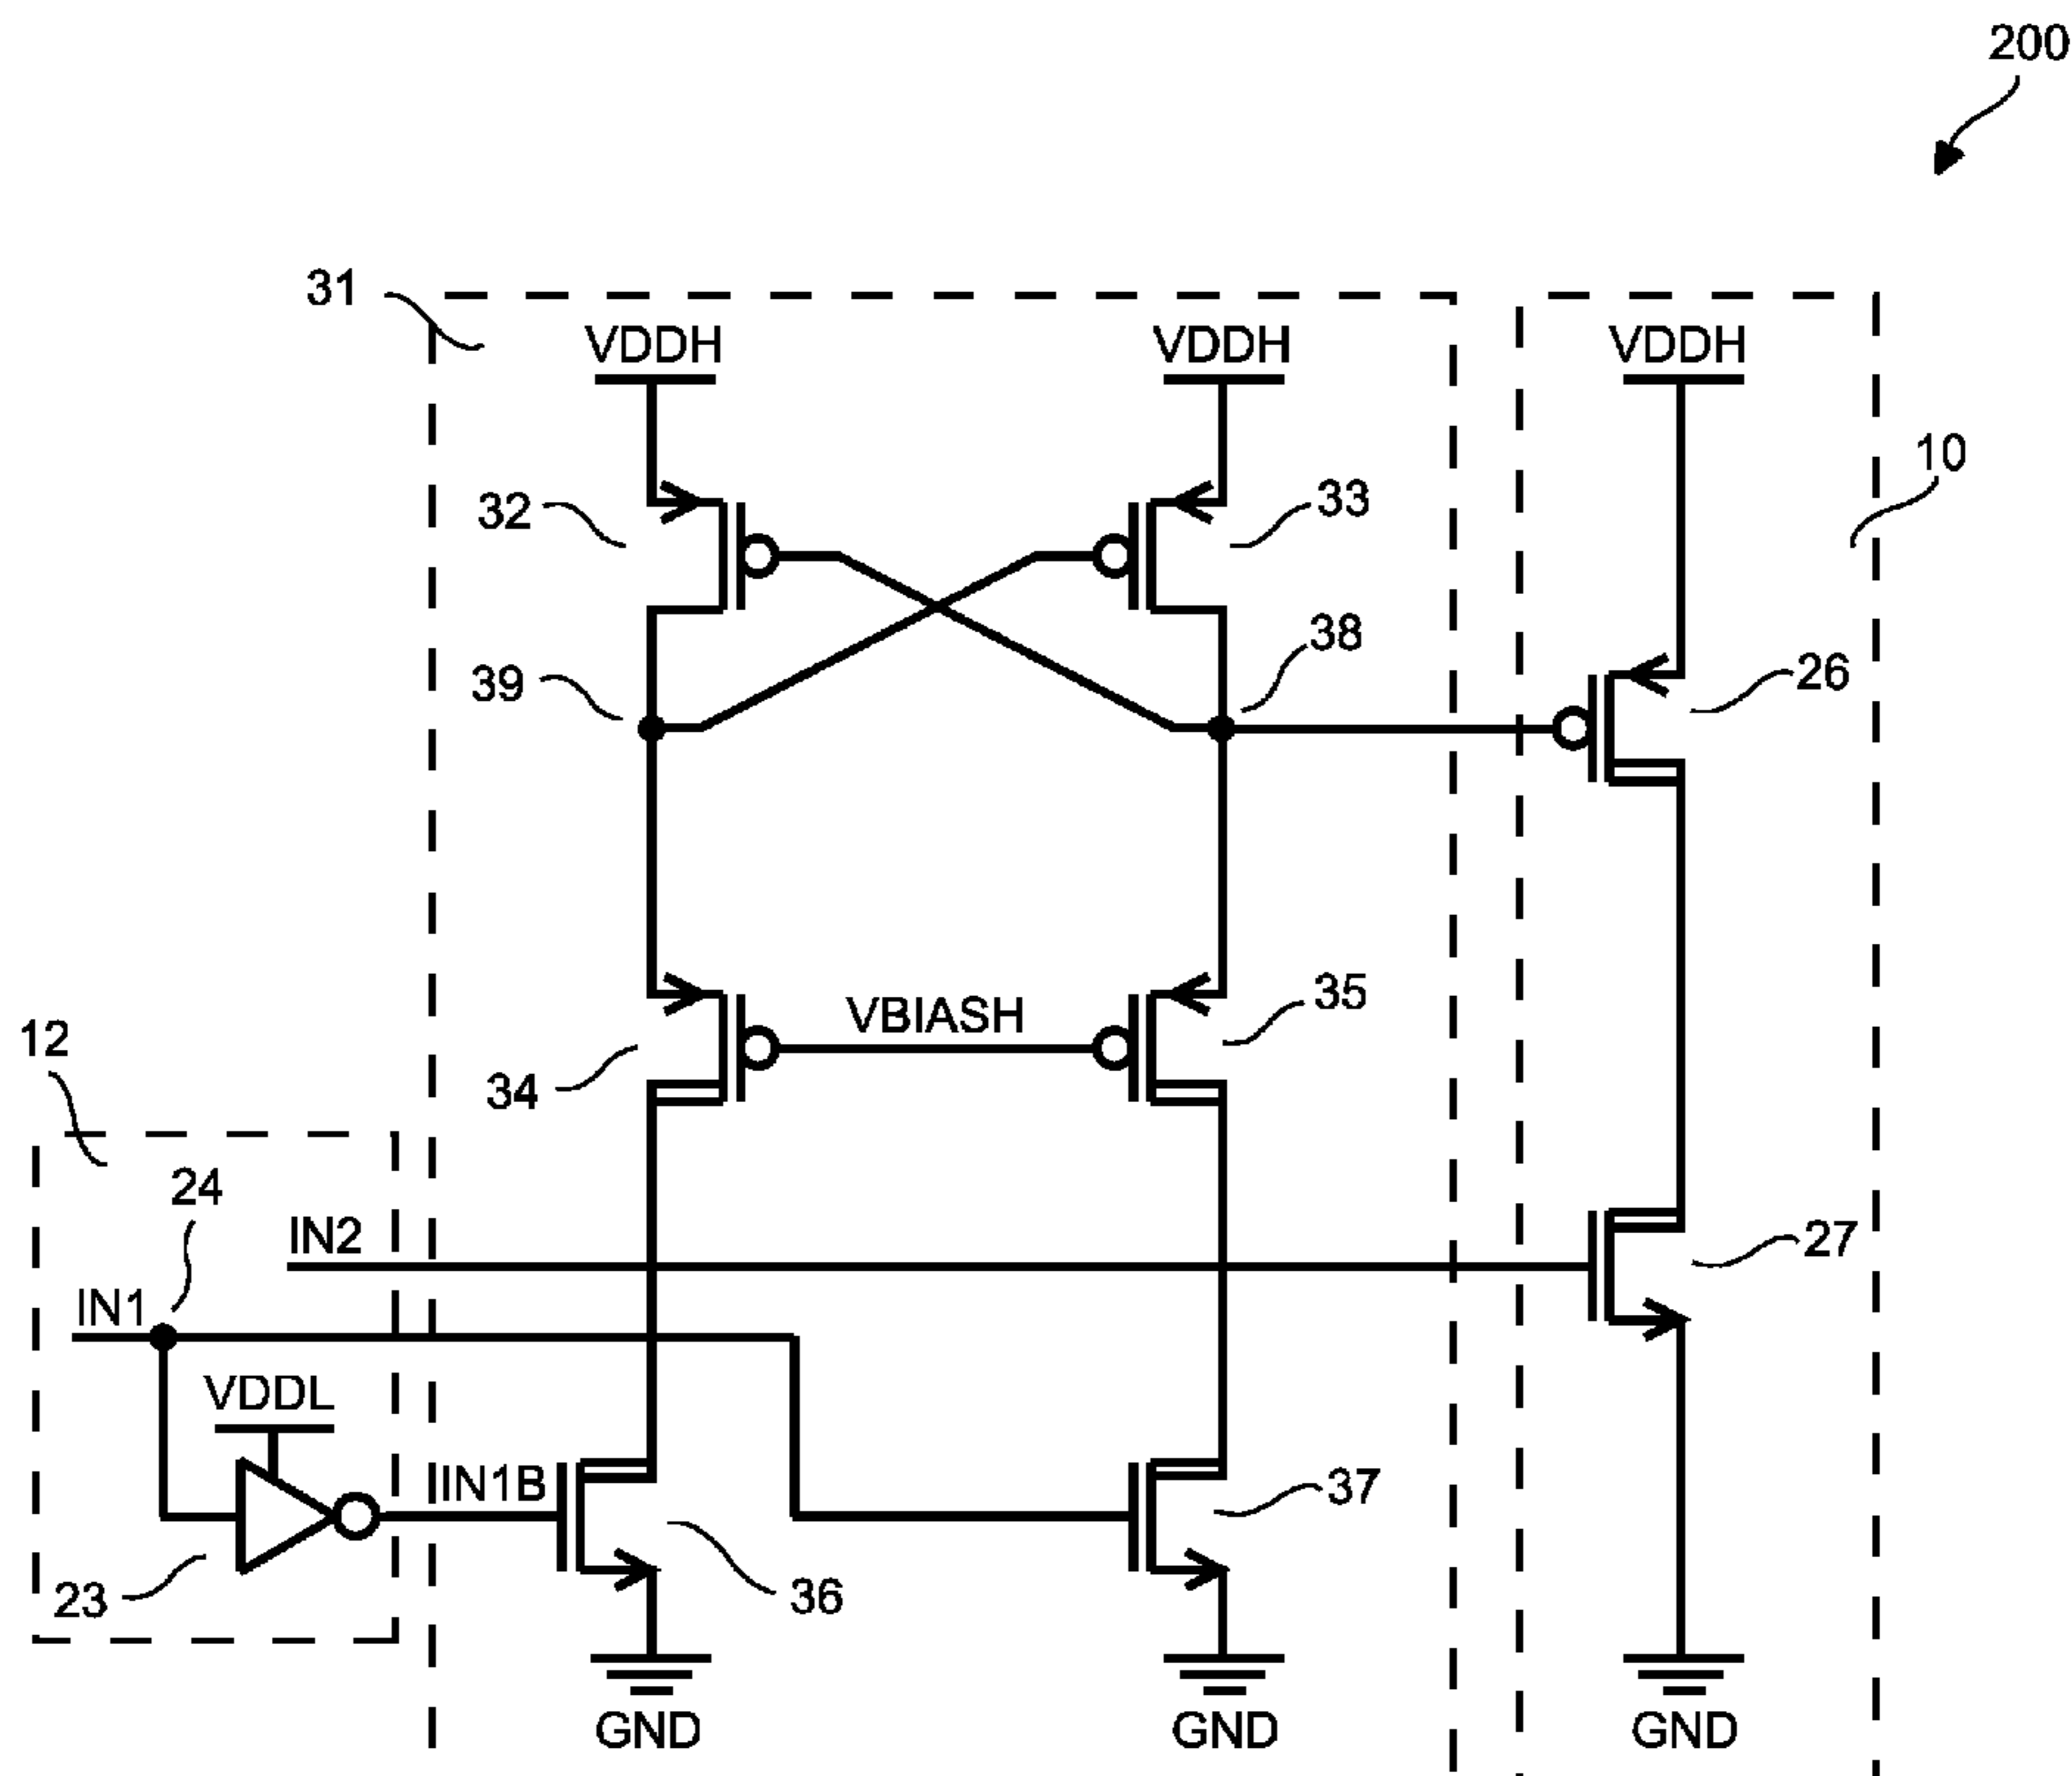 200
31
VDDH
VDDH
VDDH
10
32
33
39
38
26
VBIASH
35
12
34
24
IN2
27
IN1
VDDL
IN1B
37
23
36
GND
GND
GND